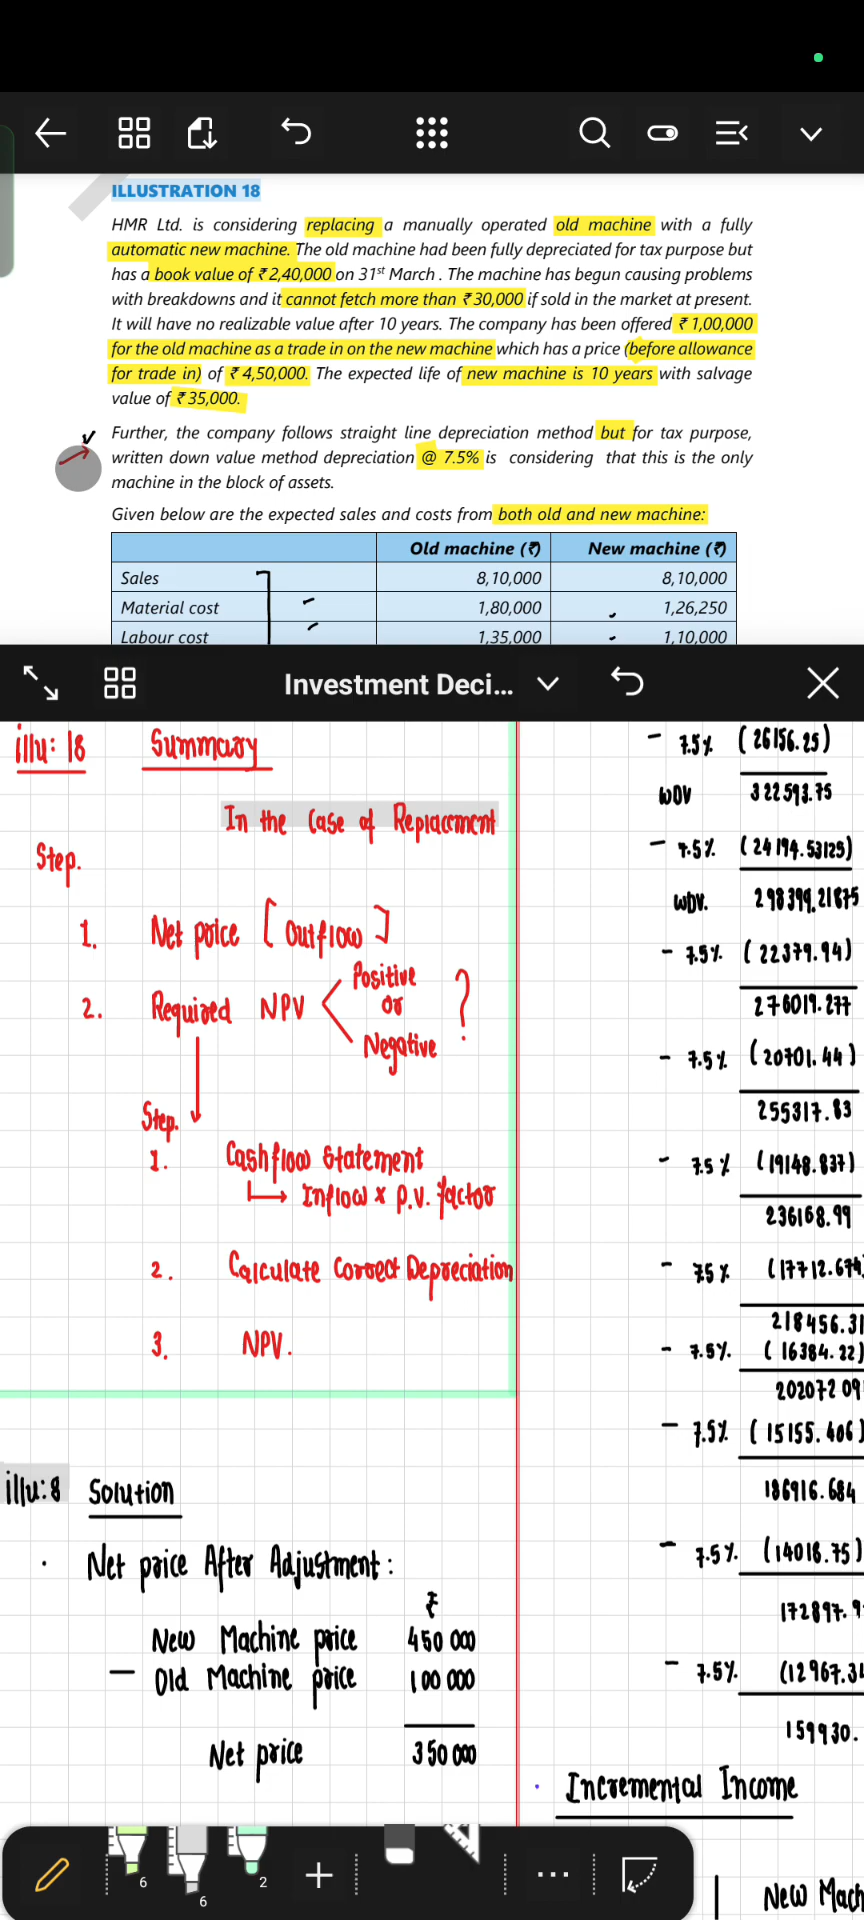 ILLUSTRATION 18
HMR Ltd. is considering replacing a manually operated old machine with a fully
automatic new machine. The old machine had been fully depreciated for tax purpose but
has a book value of ₹ 2,40,000 on 31st March . The machine has begun causing problems
with breakdowns and it cannot fetch more than ₹ 30,000 if sold in the market at present.
It will have no realizable value after 10 years. The company has been offered ₹ 1,00,000
for the old machine as a trade in on the new machine which has a price (before allowance
for trade in) of ₹ 4,50,000. The expected life of new machine is 10 years with salvage
value of ₹ 35,000.
Further, the company follows straight line depreciation method but for tax purpose,
written down value method depreciation @ 7.5% is considering that this is the only
machine in the block of assets.
Given below are the expected sales and costs from both old and new machine:
Old machine (₹) New machine (₹)
Sales 8,10,000 8,10,000
Material cost 1,80,000 1,26,250
Labour cost 1,35,000 1,10,000
Investment Deci...
illu: 18 Summary
In the Case of Replacement
Step.
1. Net price [Outflow]
2. Required NPV Positive or Negative ?
Step.
1. Cashflow Statement
Inflow x P.V. factor
2. Calculate Correct Depreciation
3. NPV.
illu:8 Solution
. Net price After Adjustment:
₹
New Machine price 450 000
— Old Machine price 100 000
Net price 350 000
- 7.5% (26156.25)
WDV 322593.75
- 7.5% (24194.53125)
WDV. 298399.21875
- 7.5% (22379.94)
276019.277
- 7.5% (20701.44)
255317.83
- 7.5% (19148.837)
236168.99
- 75% (17712.674
218456.31
- 7.5%. (16384.22)
202072 09
- 7.5% (15155.406)
186916.684
- 7.5%. (14018.75)
172897.9
- 7.5%. (12967.34
159930.
. Incremental Income
New Mach
6
6
2